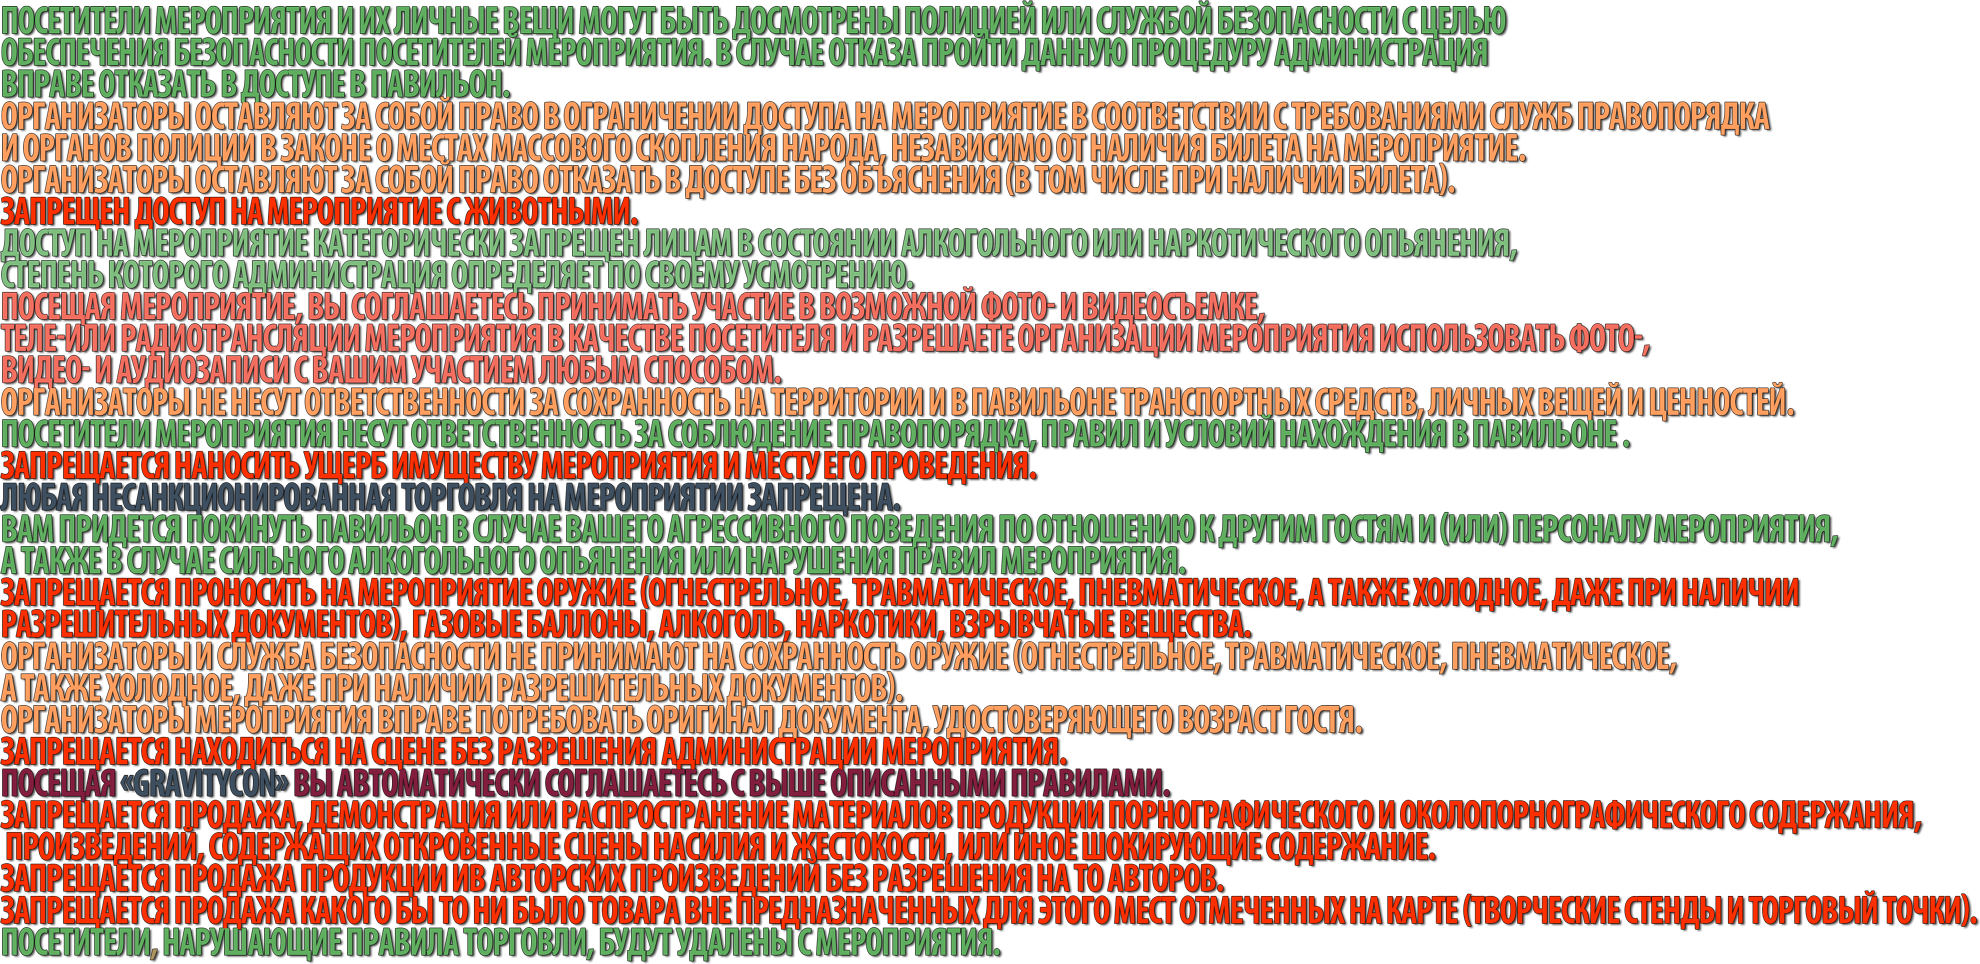 ПОСЕТИТЕЛИ МЕРОПРИЯТИЯ И ИХ ЛИЧНЫЕ ВЕЩИ МОГУТ БЫТЬ ДОСМОТРЕНЫ ПОЛИЦИЕЙ ИЛИ СЛУЖБОЙ БЕЗОПАСНОСТИ С ЦЕЛЬЮ
ОБЕСПЕЧЕНИЯ БЕЗОПАСНОСТИ ПОСЕТИТЕЛЕЙ МЕРОПРИЯТИЯ. В СЛУЧАЕ ОТКАЗА ПРОЙТИ ДАННУЮ ПРОЦЕДУРУ АДМИНИСТРАЦИЯ
ВПРАВЕ ОТКАЗАТЬ В ДОСТУПЕ В ПАВИЛЬОН.
ОРГАНИЗАТОРЫ ОСТАВЛЯЮТ ЗА СОБОЙ ПРАВО В ОГРАНИЧЕНИИ ДОСТУПА НА МЕРОПРИЯТИЕ В СООТВЕТСТВИИ С ТРЕБОВАНИЯМИ СЛУЖБ ПРАВОПОРЯДКА
И ОРГАНОВ ПОЛИЦИИ В ЗАКОНЕ О МЕСТАХ МАССОВОГО СКОПЛЕНИЯ НАРОДА, НЕЗАВИСИМО ОТ НАЛИЧИЯ БИЛЕТА НА МЕРОПРИЯТИЕ.
ОРГАНИЗАТОРЫ ОСТАВЛЯЮТ ЗА СОБОЙ ПРАВО ОТКАЗАТЬ В ДОСТУПЕ БЕЗ ОБЪЯСНЕНИЯ (В ТОМ ЧИСЛЕ ПРИ НАЛИЧИИ БИЛЕТА).
ЗАПРЕЩЕН ДОСТУП НА МЕРОПРИЯТИЕ С ЖИВОТНЫМИ.
ДОСТУП НА МЕРОПРИЯТИЕ КАТЕГОРИЧЕСКИ ЗАПРЕЩЕН ЛИЦАМ В СОСТОЯНИИ АЛКОГОЛЬНОГО ИЛИ НАРКОТИЧЕСКОГО ОПЬЯНЕНИЯ,
СТЕПЕНЬ КОТОРОГО АДМИНИСТРАЦИЯ ОПРЕДЕЛЯЕТ ПО СВОЕМУ УСМОТРЕНИЮ.
ПОСЕЩАЯ МЕРОПРИЯТИЕ, ВЫ СОГЛАШАЕТЕСЬ ПРИНИМАТЬ УЧАСТИЕ В ВОЗМОЖНОЙ ФОТО- И ВИДЕОСЪЕМКЕ,
ТЕЛЕ-ИЛИ РАДИОТРАНСЛЯЦИИ МЕРОПРИЯТИЯ В КАЧЕСТВЕ ПОСЕТИТЕЛЯ И РАЗРЕШАЕТЕ ОРГАНИЗАЦИИ МЕРОПРИЯТИЯ ИСПОЛЬЗОВАТЬ ФОТО-,
ВИДЕО- И АУДИОЗАПИСИ С ВАШИМ УЧАСТИЕМ ЛЮБЫМ СПОСОБОМ.
ОРГАНИЗАТОРЫ НЕ НЕСУТ ОТВЕТСТВЕННОСТИ ЗА СОХРАННОСТЬ НА ТЕРРИТОРИИ И В ПАВИЛЬОНЕ ТРАНСПОРТНЫХ СРЕДСТВ, ЛИЧНЫХ ВЕЩЕЙ И ЦЕННОСТЕЙ.
ПОСЕТИТЕЛИ МЕРОПРИЯТИЯ НЕСУТ ОТВЕТСТВЕННОСТЬ ЗА СОБЛЮДЕНИЕ ПРАВОПОРЯДКА, ПРАВИЛ И УСЛОВИЙ НАХОЖДЕНИЯ В ПАВИЛЬОНЕ .
ЗАПРЕЩАЕТСЯ НАНОСИТЬ УЩЕРБ ИМУЩЕСТВУ МЕРОПРИЯТИЯ И МЕСТУ ЕГО ПРОВЕДЕНИЯ.
ЛЮБАЯ НЕСАНКЦИОНИРОВАННАЯ ТОРГОВЛЯ НА МЕРОПРИЯТИИ ЗАПРЕЩЕНА.
ВАМ ПРИДЕТСЯ ПОКИНУТЬ ПАВИЛЬОН В СЛУЧАЕ ВАШЕГО АГРЕССИВНОГО ПОВЕДЕНИЯ ПО ОТНОШЕНИЮ К ДРУГИМ ГОСТЯМ И (ИЛИ) ПЕРСОНАЛУ МЕРОПРИЯТИЯ,
А ТАКЖЕ В СЛУЧАЕ СИЛЬНОГО АЛКОГОЛЬНОГО ОПЬЯНЕНИЯ ИЛИ НАРУШЕНИЯ ПРАВИЛ МЕРОПРИЯТИЯ.
ЗАПРЕЩАЕТСЯ ПРОНОСИТЬ НА МЕРОПРИЯТИЕ ОРУЖИЕ (ОГНЕСТРЕЛЬНОЕ, ТРАВМАТИЧЕСКОЕ, ПНЕВМАТИЧЕСКОЕ, А ТАКЖЕ ХОЛОДНОЕ, ДАЖЕ ПРИ НАЛИЧИИ
РАЗРЕШИТЕЛЬНЫХ ДОКУМЕНТОВ), ГАЗОВЫЕ БАЛЛОНЫ, АЛКОГОЛЬ, НАРКОТИКИ, ВЗРЫВЧАТЫЕ ВЕЩЕСТВА.
ОРГАНИЗАТОРЫ И СЛУЖБА БЕЗОПАСНОСТИ НЕ ПРИНИМАЮТ НА СОХРАННОСТЬ ОРУЖИЕ (ОГНЕСТРЕЛЬНОЕ, ТРАВМАТИЧЕСКОЕ, ПНЕВМАТИЧЕСКОЕ,
А ТАКЖЕ ХОЛОДНОЕ, ДАЖЕ ПРИ НАЛИЧИИ РАЗРЕШИТЕЛЬНЫХ ДОКУМЕНТОВ).
ОРГАНИЗАТОРЫ МЕРОПРИЯТИЯ ВПРАВЕ ПОТРЕБОВАТЬ ОРИГИНАЛ ДОКУМЕНТА, УДОСТОВЕРЯЮЩЕГО ВОЗРАСТ ГОСТЯ.
ЗАПРЕЩАЕТСЯ НАХОДИТЬСЯ НА СЦЕНЕ БЕЗ РАЗРЕШЕНИЯ АДМИНИСТРАЦИИ МЕРОПРИЯТИЯ.
ПОСЕЩАЯ «GRAVITYCON» ВЫ АВТОМАТИЧЕСКИ СОГЛАШАЕТЕСЬ С ВЫШЕ ОПИСАННЫМИ ПРАВИЛАМИ.
ЗАПРЕЩАЕТСЯ ПРОДАЖА, ДЕМОНСТРАЦИЯ ИЛИ РАСПРОСТРАНЕНИЕ МАТЕРИАЛОВ ПРОДУКЦИИ ПОРНОГРАФИЧЕСКОГО И ОКОЛОПОРНОГРАФИЧЕСКОГО СОДЕРЖАНИЯ,
ПРОИЗВЕДЕНИЙ, СОДЕРЖАЩИХ ОТКРОВЕННЫЕ СЦЕНЫ НАСИЛИЯ И ЖЕСТОКОСТИ, ИЛИ ИНОЕ ШОКИРУЮЩИЕ СОДЕРЖАНИЕ.
ЗАПРЕЩАЕТСЯ ПРОДАЖА ПРОДУКЦИИ ИВ АВТОРСКИХ ПРОИЗВЕДЕНИЙ БЕЗ РАЗРЕШЕНИЯ НА ТО АВТОРОВ.
ЗАПРЕЩАЕТСЯ ПРОДАЖА КАКОГО БЫ ТО НИ БЫЛО ТОВАРА ВНЕ ПРЕДНАЗНАЧЕННЫХ ДЛЯ ЭТОГО МЕСТ ОТМЕЧЕННЫХ НА КАРТЕ (ТВОРЧЕСКИЕ СТЕНДЫ И ТОРГОВЫЙ ТОЧКИ).
ПОСЕТИТЕЛИ, НАРУШАЮЩИЕ ПРАВИЛА ТОРГОВЛИ, БУДУТ УДАЛЕНЫ С МЕРОПРИЯТИЯ.